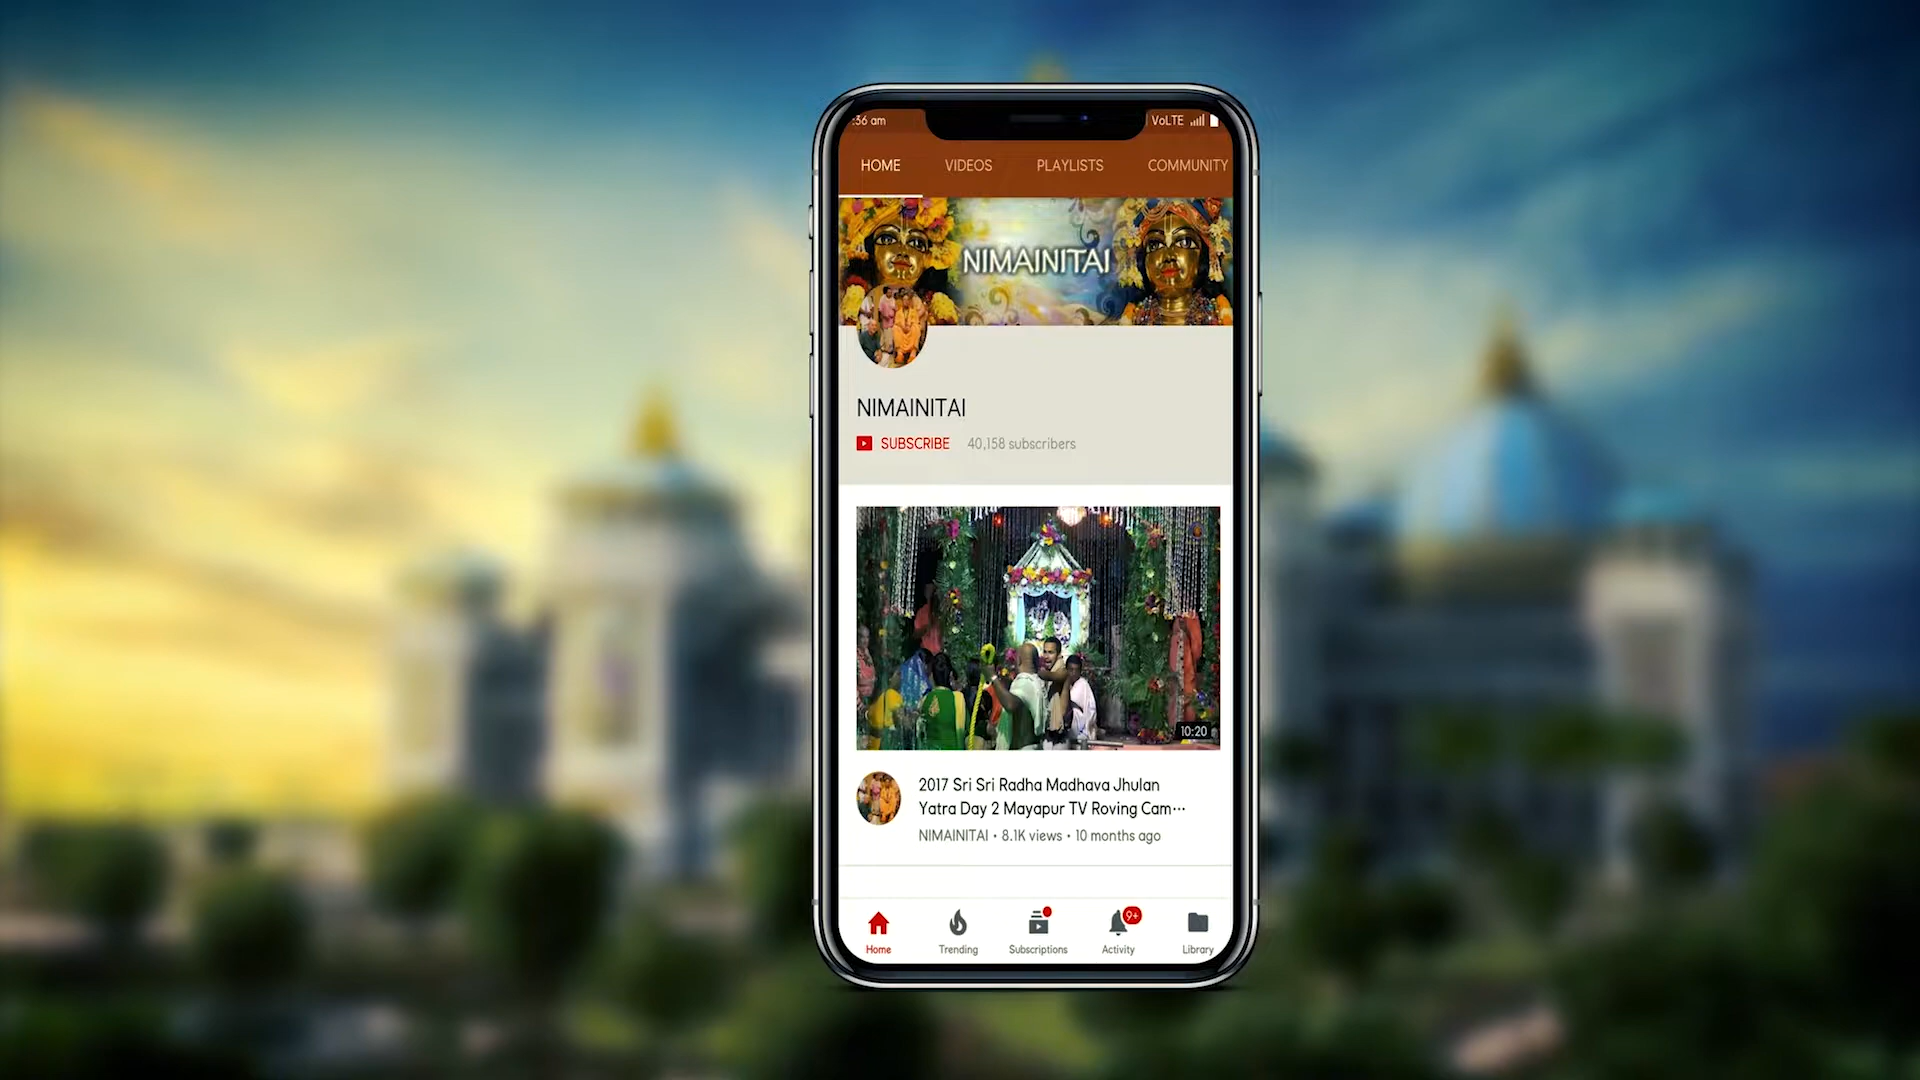 :36 am
VoLTE
HOME
VIDEOS
PLAYLISTS
COMMUNITY
NIMAINITAI
NIMAINITAI
SUBSCRIBE
40,158 subscribers
10:20
2017 Sri Sri Radha Madhava Jhulan
Yatra Day 2 Mayapur TV Roving Cam...
NIMAINITAI • 8.1K views • 10 months ago
9+
Home
Trending
Subscriptions
Activity
Library